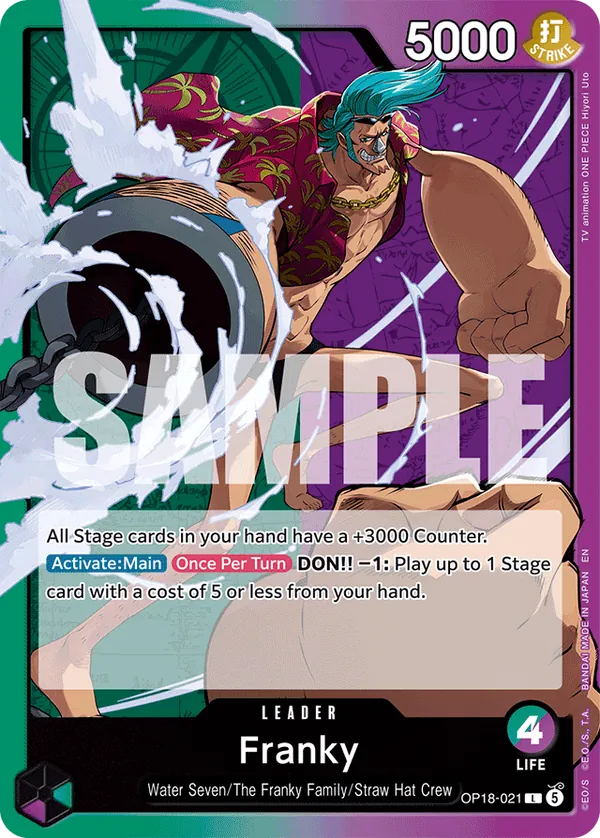 5000
打
STRIKE
TV animation ONE PIECE Hiyori Uto
SAMPLE
All Stage cards in your hand have a +3000 Counter.
Activate:Main Once Per Turn DON!! −1: Play up to 1 Stage
card with a cost of 5 or less from your hand.
LEADER
Franky
4
LIFE
Water Seven/The Franky Family/Straw Hat Crew
OP18-021 L 5
©E.O/S ©E.O./S., T.A. BANDAI MADE IN JAPAN EN